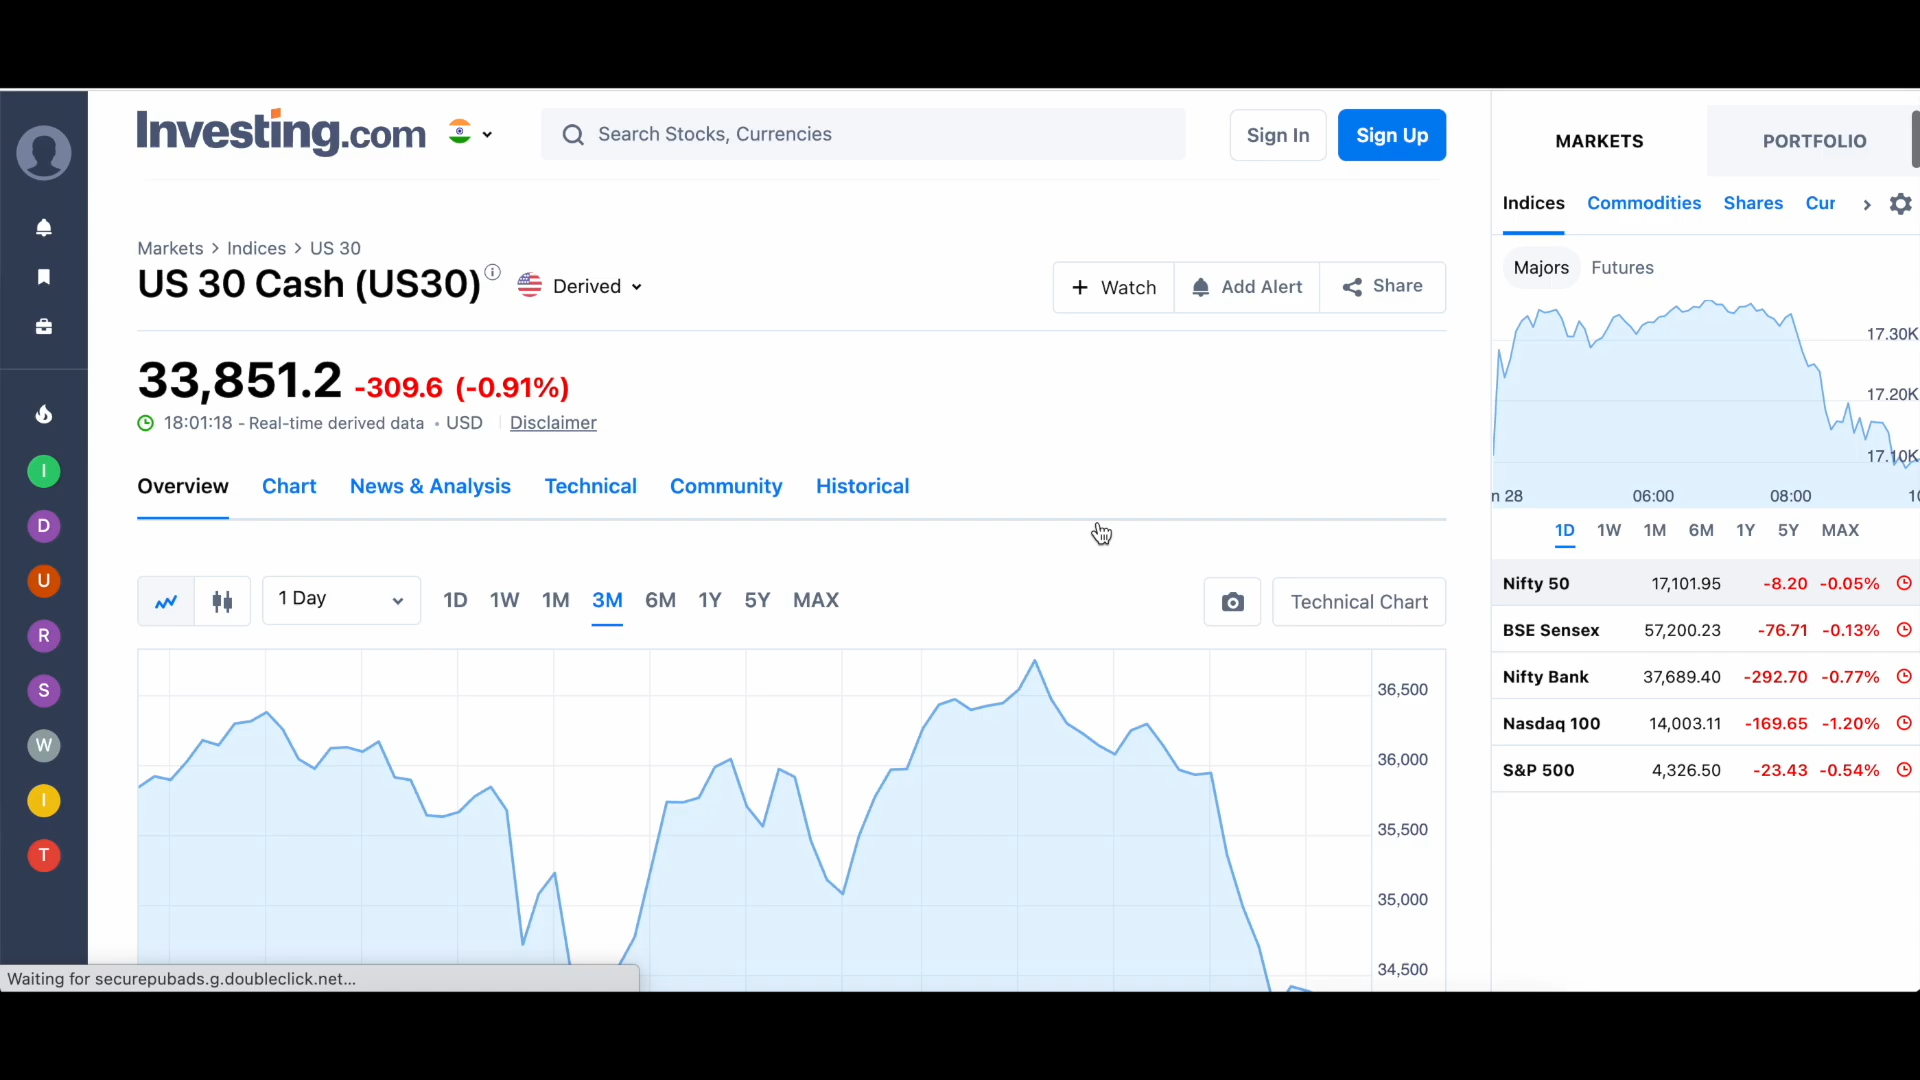 Investing.com
Search Stocks, Currencies
Sign In
Sign Up
MARKETS
PORTFOLIO
Indices
Commodities
Shares
Cur
Majors
Futures
Markets > Indices > US 30
US 30 Cash (US30)
Derived
+ Watch
Add Alert
Share
33,851.2 -309.6 (-0.91%)
18:01:18 - Real-time derived data • USD
Disclaimer
Overview
Chart
News & Analysis
Technical
Community
Historical
1 Day
1D 1W 1M 3M 6M 1Y 5Y MAX
Technical Chart
36,500
36,000
35,500
35,000
34,500
17.30K
17.20K
17.10K
n 28 06:00 08:00 10
1D 1W 1M 6M 1Y 5Y MAX
Nifty 50 17,101.95 -8.20 -0.05%
BSE Sensex 57,200.23 -76.71 -0.13%
Nifty Bank 37,689.40 -292.70 -0.77%
Nasdaq 100 14,003.11 -169.65 -1.20%
S&P 500 4,326.50 -23.43 -0.54%
I
D
U
R
S
W
I
T
Waiting for securepubads.g.doubleclick.net...